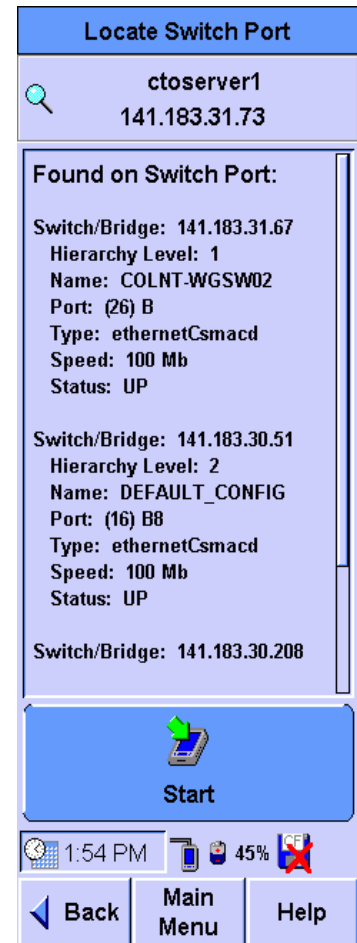 Locate Switch Port
ctoserver1
141.183.31.73
Found on Switch Port:
Switch/Bridge: 141.183.31.67
Hierarchy Level: 1
Name: COLNT-WGSW02
Port: (26) B
Type: ethernetCsmacd
Speed: 100 Mb
Status: UP
Switch/Bridge: 141.183.30.51
Hierarchy Level: 2
Name: DEFAULT_CONFIG
Port: (16) B8
Type: ethernetCsmacd
Speed: 100 Mb
Status: UP
Switch/Bridge: 141.183.30.208
Start
1:54 PM 45% CF
Back
Main
Menu
Help